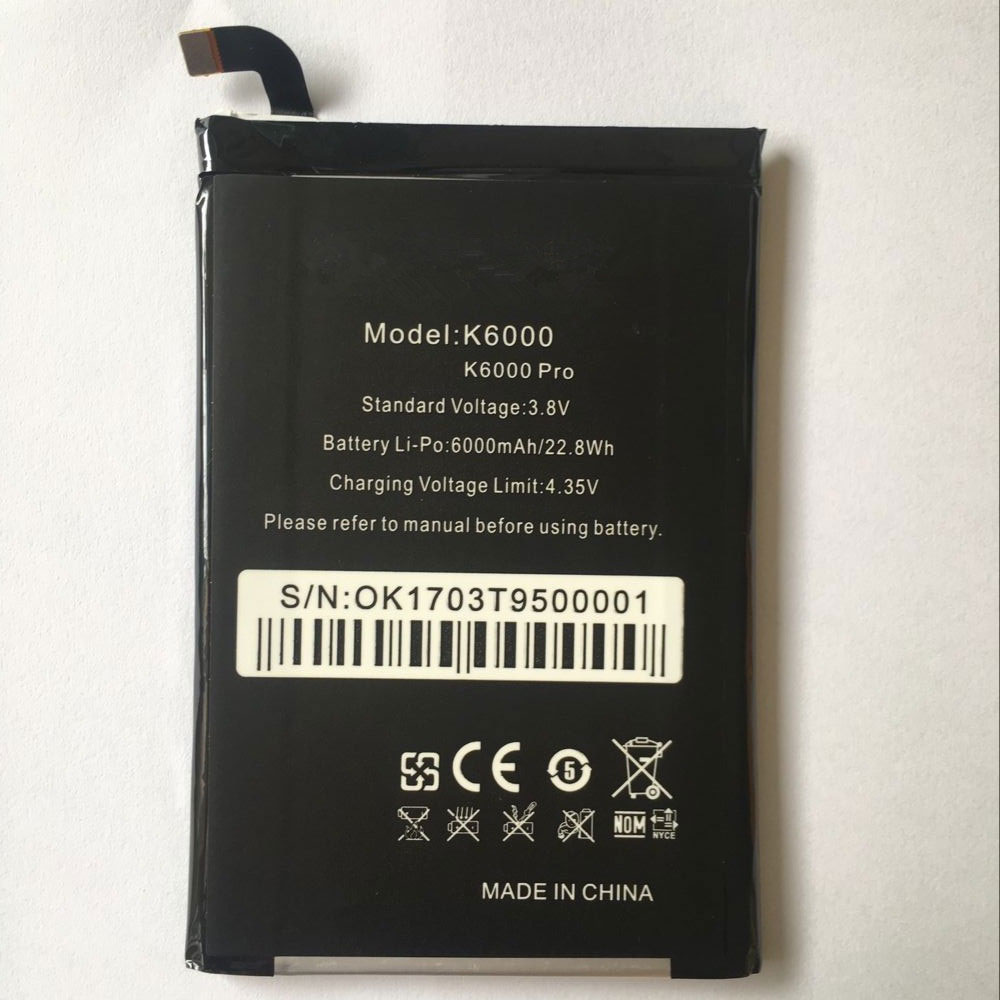 Model:K6000
K6000 Pro
Standard Voltage:3.8V
Battery Li-Po:6000mAh/22.8Wh
Charging Voltage Limit:4.35V
Please refer to manual before using battery.
S/N:OK1703T9500001
CE 5
NOM NYCE
MADE IN CHINA